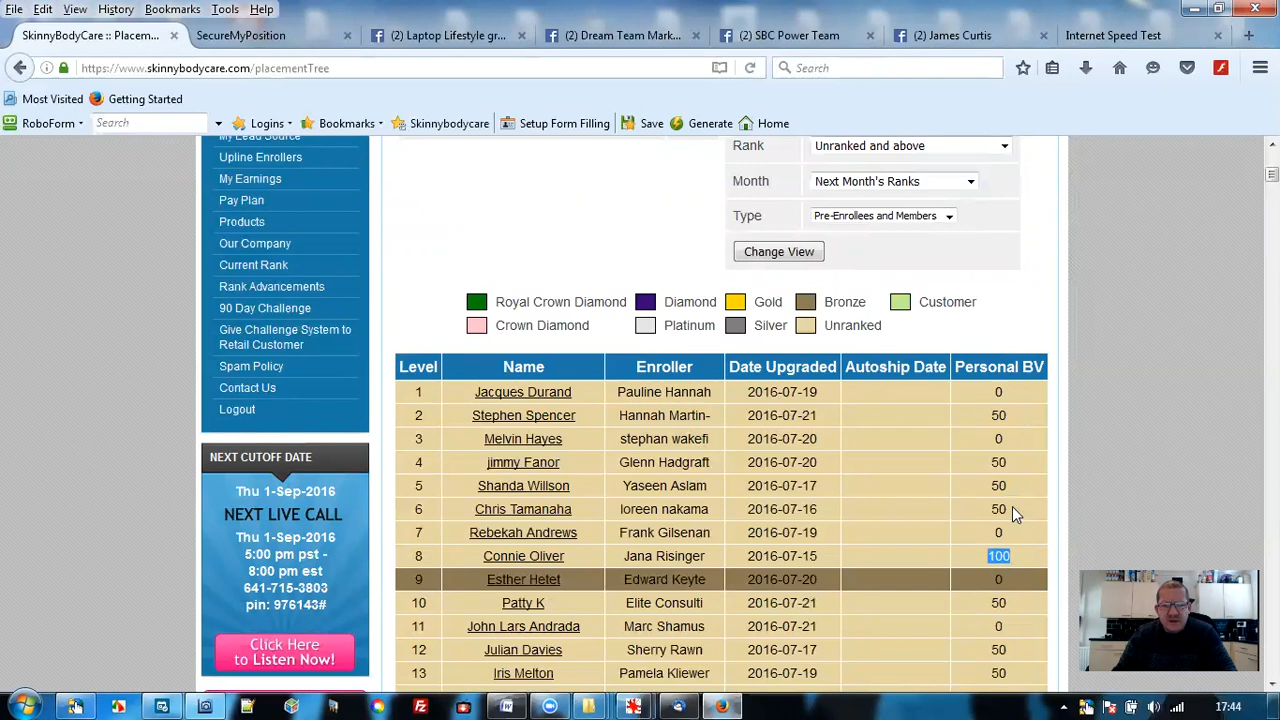 File Edit View History Bookmarks Tools Help
SkinnyBodyCare :: Placem... × SecureMyPosition × (2) Laptop Lifestyle gr... × (2) Dream Team Mark... × (2) SBC Power Team × (2) James Curtis × Internet Speed Test ×
https://www.skinnybodycare.com/placementTree Search
Most Visited Getting Started
RoboForm Search Logins Bookmarks Skinnybodycare Setup Form Filling Save Generate Home
My Lead Source
Upline Enrollers
My Earnings
Pay Plan
Products
Our Company
Current Rank
Rank Advancements
90 Day Challenge
Give Challenge System to
Retail Customer
Spam Policy
Contact Us
Logout
NEXT CUTOFF DATE
Thu 1-Sep-2016
NEXT LIVE CALL
Thu 1-Sep-2016
5:00 pm pst -
8:00 pm est
641-715-3803
pin: 976143#
Click Here
to Listen Now!
Rank Unranked and above
Month Next Month's Ranks
Type Pre-Enrollees and Members
Change View
Royal Crown Diamond Diamond Gold Bronze Customer
Crown Diamond Platinum Silver Unranked
Level Name Enroller Date Upgraded Autoship Date Personal BV
1 Jacques Durand Pauline Hannah 2016-07-19 0
2 Stephen Spencer Hannah Martin- 2016-07-21 50
3 Melvin Hayes stephan wakefi 2016-07-20 0
4 jimmy Fanor Glenn Hadgraft 2016-07-20 50
5 Shanda Willson Yaseen Aslam 2016-07-17 50
6 Chris Tamanaha loreen nakama 2016-07-16 50
7 Rebekah Andrews Frank Gilsenan 2016-07-19 0
8 Connie Oliver Jana Risinger 2016-07-15 100
9 Esther Hetet Edward Keyte 2016-07-20 0
10 Patty K Elite Consulti 2016-07-21 50
11 John Lars Andrada Marc Shamus 2016-07-21 0
12 Julian Davies Sherry Rawn 2016-07-17 50
13 Iris Melton Pamela Kliewer 2016-07-19 50
17:44